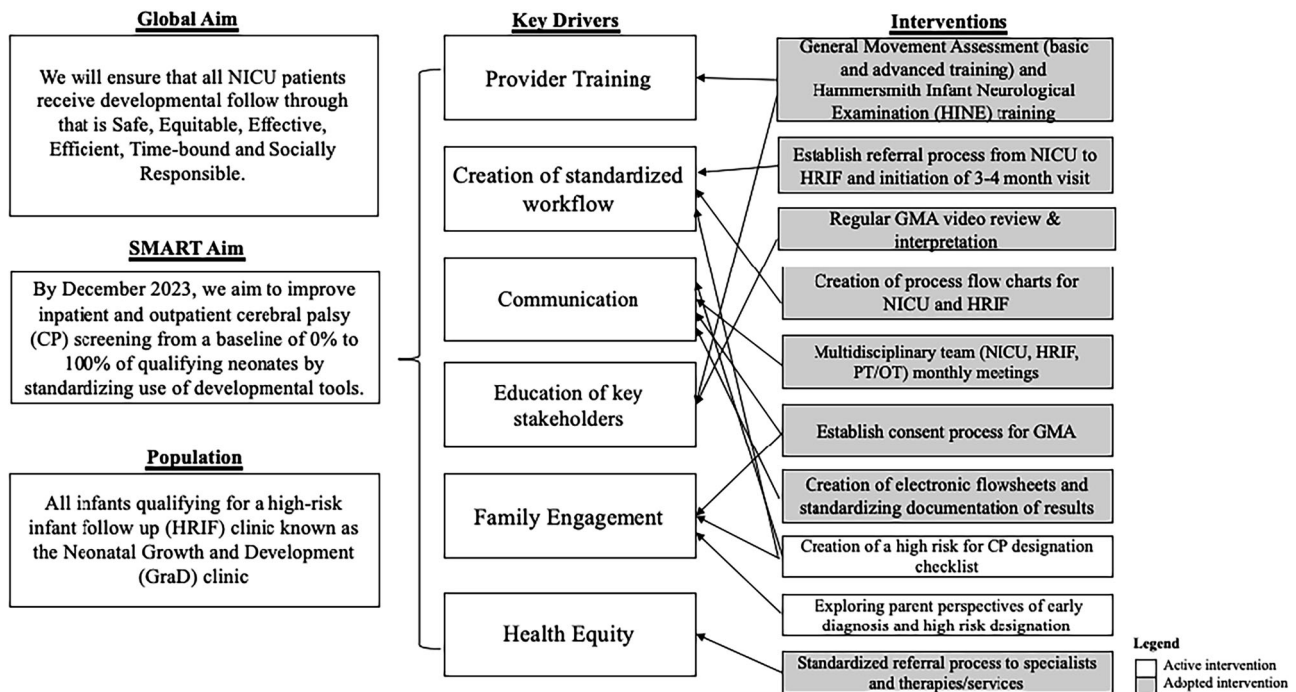 Global Aim
We will ensure that all NICU patients
receive developmental follow through
that is Safe, Equitable, Effective,
Efficient, Time-bound and Socially
Responsible.
SMART Aim
By December 2023, we aim to improve
inpatient and outpatient cerebral palsy
(CP) screening from a baseline of 0% to
100% of qualifying neonates by
standardizing use of developmental tools.
Population
All infants qualifying for a high-risk
infant follow up (HRIF) clinic known as
the Neonatal Growth and Development
(GraD) clinic
Key Drivers
Provider Training
Creation of standardized
workflow
Communication
Education of key
stakeholders
Family Engagement
Health Equity
Interventions
General Movement Assessment (basic
and advanced training) and
Hammersmith Infant Neurological
Examination (HINE) training
Establish referral process from NICU to
HRIF and initiation of 3-4 month visit
Regular GMA video review &
interpretation
Creation of process flow charts for
NICU and HRIF
Multidisciplinary team (NICU, HRIF,
PT/OT) monthly meetings
Establish consent process for GMA
Creation of electronic flowsheets and
standardizing documentation of results
Creation of a high risk for CP designation
checklist
Exploring parent perspectives of early
diagnosis and high risk designation
Standardized referral process to specialists
and therapies/services
Legend
Active intervention
Adopted intervention